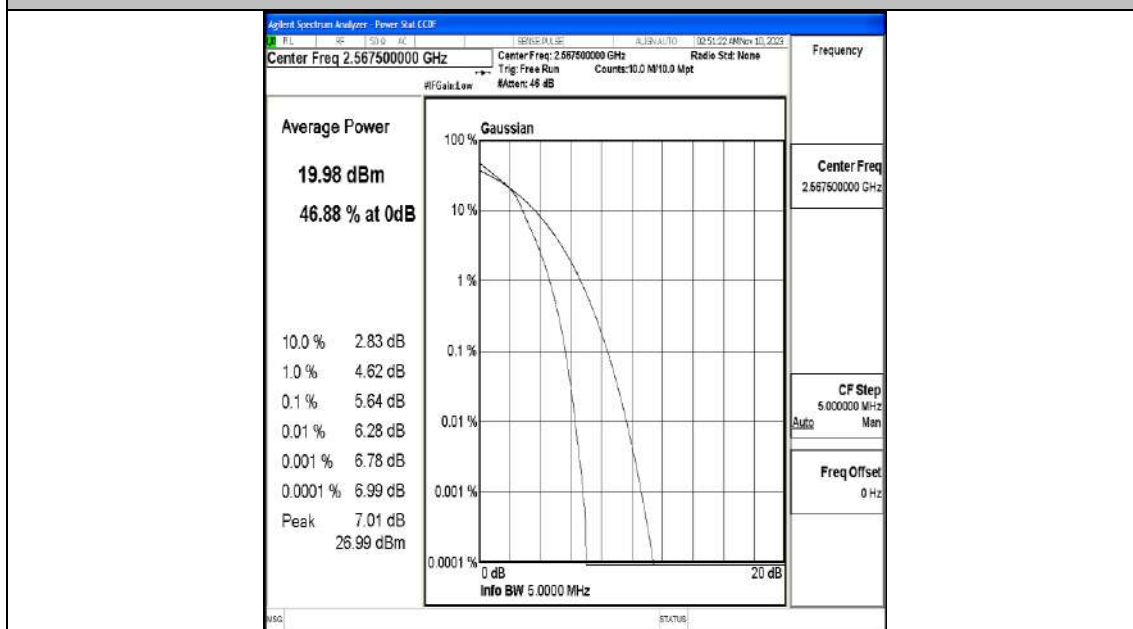 Agilent Spectrum Analyzer - Power Stat CCDF
RL RF 50 Ω AC SENSE:PULSE ALIGN AUTO 02:51:22 AM Nov 10, 2023
Center Freq 2.567500000 GHz
Center Freq: 2.567500000 GHz Radio Std: None
Trig: Free Run Counts:10.0 M/10.0 Mpt
#IFGain:Low #Atten: 46 dB
Frequency
Average Power
19.98 dBm
46.88 % at 0dB
10.0 % 2.83 dB
1.0 % 4.62 dB
0.1 % 5.64 dB
0.01 % 6.28 dB
0.001 % 6.78 dB
0.0001 % 6.99 dB
Peak 7.01 dB
26.99 dBm
Gaussian
100 %
10 %
1 %
0.1 %
0.01 %
0.001 %
0.0001 %
0 dB 20 dB
Info BW 5.0000 MHz
Center Freq
2.567500000 GHz
CF Step
5.000000 MHz
Auto Man
Freq Offset
0 Hz
MSG STATUS